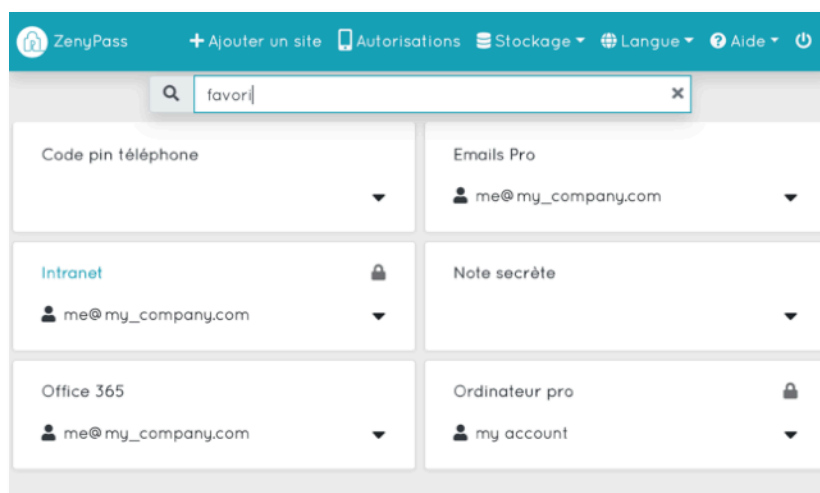 ZenyPass Ajouter un site Autorisations Stockage Langue Aide
favori
Code pin téléphone
Emails Pro
me@my_company.com
Intranet
me@my_company.com
Note secrète
Office 365
me@my_company.com
Ordinateur pro
my account